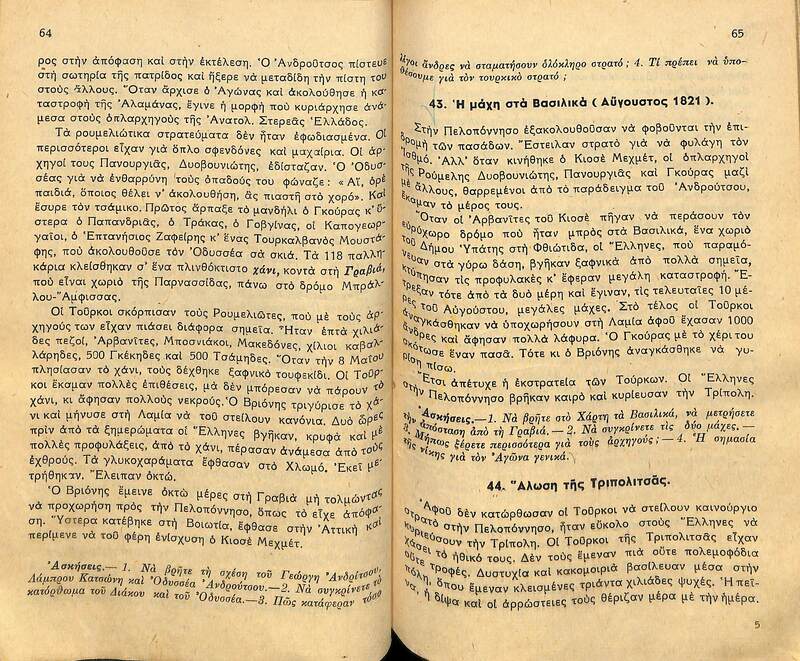 64
ρος στὴν ἀπόφαση καὶ στὴν ἐκτέλεση. Ὁ Ἀνδροῦτσος πίστευε
στὴ σωτηρία τῆς πατρίδος καὶ ἤξερε νὰ μεταδίδη τὴν πίστη του
στοὺς ἄλλους. Ὅταν ἄρχισε ὁ Ἀγώνας καὶ ἀκολούθησε ἡ κα-
ταστροφὴ τῆς Ἀλαμάνας, ἔγινε ἡ μορφὴ ποὺ κυριάρχησε ἀνά-
μεσα στοὺς ὁπλαρχηγοὺς τῆς Ἀνατολ. Στερεᾶς Ἑλλάδος.
Τὰ ρουμελιώτικα στρατεύματα δὲν ἦταν ἐφωδιασμένα. Οἱ
περισσότεροι εἶχαν γιὰ ὅπλο σφενδόνες καὶ μαχαίρια. Οἱ ἀρ-
χηγοί τους Πανουργιᾶς, Δυοβουνιώτης, ἐδίσταζαν. Ὁ Ὀδυσ-
σέας γιὰ νὰ ἐνθαρρύνη τοὺς ὀπαδούς του φώναζε : «Αἴ, ὀρὲ
παιδιά, ὅποιος θέλει ν' ἀκολουθήση, ἂς πιαστῆ στὸ χορό». Καὶ
ἔσυρε τὸν τσάμικο. Πρῶτος ἄρπαξε τὸ μανδήλι ὁ Γκούρας κ' ὕ-
στερα ὁ Παπανδριᾶς, ὁ Τράκας, ὁ Γοβγίνας, οἱ Καπογεωρ-
γαῖοι, ὁ Ἑπτανήσιος Ζαφείρης κ' ἕνας Τουρκαλβανὸς Μουστά-
φης, ποὺ ἀκολουθοῦσε τὸν Ὀδυσσέα σὰ σκιά. Τὰ 118 παλλη-
κάρια κλείσθηκαν σ' ἕνα πλινθόκτιστο χάνι, κοντὰ στὴ Γραβιά,
ποὺ εἶναι χωριὸ τῆς Παρνασσίδας, πάνω στὸ δρόμο Μπράλ-
λου-Ἄμφισσας.
Οἱ Τοῦρκοι σκόρπισαν τοὺς Ρουμελιῶτες, ποὺ μὲ τοὺς ἀρ-
χηγούς των εἶχαν πιάσει διάφορα σημεῖα. Ἦταν ἑπτὰ χιλιά-
δες πεζοί, Ἀρβανίτες, Μποσνιάκοι, Μακεδόνες, χίλιοι καβαλ-
λάρηδες, 500 Γκέκηδες καὶ 500 Τσάμηδες. Ὅταν τὴν 8 Μαΐου
πλησίασαν τὸ χάνι, τοὺς δέχθηκε ξαφνικὸ τουφεκίδι. Οἱ Τοῦρ-
κοι ἔκαμαν πολλὲς ἐπιθέσεις, μὰ δὲν μπόρεσαν νὰ πάρουν τὸ
χάνι, κι ἄφησαν πολλοὺς νεκρούς. Ὁ Βριόνης τριγύρισε τὸ χά-
νι καὶ μήνυσε στὴ Λαμία νὰ τοῦ στείλουν κανόνια. Δυὸ ὧρες
πρὶν ἀπὸ τὰ ξημερώματα οἱ Ἕλληνες βγῆκαν, κρυφὰ καὶ μὲ
πολλὲς προφυλάξεις, ἀπὸ τὸ χάνι, πέρασαν ἀνάμεσα ἀπὸ τοὺς
ἐχθρούς. Τὰ γλυκοχαράματα ἔφθασαν στὸ Χλωμό. Ἐκεῖ με-
τρήθηκαν. Ἔλειπαν ὀκτώ.
Ὁ Βριόνης ἔμεινε ὀκτὼ μέρες στὴ Γραβιὰ μὴ τολμώντας
νὰ προχωρήση πρὸς τὴν Πελοπόννησο, ὅπως τὸ εἶχε ἀποφά-
ση. Ὕστερα κατέβηκε στὴ Βοιωτία, ἔφθασε στὴν Ἀττικὴ καὶ
περίμενε νὰ τοῦ φέρη ἐνίσχυση ὁ Κιοσὲ Μεχμέτ.
Ἀσκήσεις.— 1. Νὰ βρῆτε τὴ σχέση τοῦ Γεώργη Ἀνδρίτσου,
Λάμπρου Κατσώνη καὶ Ὀδυσσέα Ἀνδρούτσου.—2. Νὰ συγκρίνετε τὸ
κατόρθωμα τοῦ Διάκου καὶ τοῦ Ὀδυσσέα.—3. Πῶς κατάφεραν τόσο
65
λίγοι ἄνδρες νὰ σταματήσουν ὁλόκληρο στρατό ; 4. Τί πρέπει νὰ ὑπο-
θέσουμε γιὰ τὸν τουρκικὸ στρατό ;
43. Ἡ μάχη στὰ Βασιλικὰ ( Αὔγουστος 1821 ).
Στὴν Πελοπόννησο ἐξακολουθοῦσαν νὰ φοβοῦνται τὴν ἐπι-
δρομὴ τῶν πασάδων. Ἔστειλαν στρατὸ γιὰ νὰ φυλάγη τὸν
Ἰσθμό. Ἀλλ' ὅταν κινήθηκε ὁ Κιοσὲ Μεχμέτ, οἱ ὁπλαρχηγοὶ
τῆς Ρούμελης Δυοβουνιώτης, Πανουργιᾶς καὶ Γκούρας μαζὶ
μὲ ἄλλους, θαρρεμένοι ἀπὸ τὸ παράδειγμα τοῦ Ἀνδρούτσου,
ἔκαμαν τὸ μέρος τους.
Ὅταν οἱ Ἀρβανῖτες τοῦ Κιοσὲ πῆγαν νὰ περάσουν τὸν
εὐρύχωρο δρόμο ποὺ ἦταν μπρὸς στὰ Βασιλικά, ἕνα χωριὸ
τοῦ Δήμου Ὑπάτης στὴ Φθιώτιδα, οἱ Ἕλληνες, ποὺ παραμό-
νευαν στὰ γύρω δάση, βγῆκαν ξαφνικὰ ἀπὸ πολλὰ σημεῖα,
κτύπησαν τὶς προφυλακὲς κ' ἔφεραν μεγάλη καταστροφή. Ἔ-
τρεξαν τότε ἀπὸ τὰ δυὸ μέρη καὶ ἔγιναν, τὶς τελευταῖες 10 μέ-
ρες τοῦ Αὐγούστου, μεγάλες μάχες. Στὸ τέλος οἱ Τοῦρκοι
ἀναγκάσθηκαν νὰ ὑποχωρήσουν στὴ Λαμία ἀφοῦ ἔχασαν 1000
ἄνδρες καὶ ἄφησαν πολλὰ λάφυρα. Ὁ Γκούρας μὲ τὸ χέρι του
σκότωσε ἕναν πασᾶ. Τότε κι ὁ Βριόνης ἀναγκάσθηκε νὰ γυ-
ρίση πίσω.
Ἔτσι ἀπέτυχε ἡ ἐκστρατεία τῶν Τούρκων. Οἱ Ἕλληνες
στὴν Πελοπόννησο βρῆκαν καιρὸ καὶ κυρίευσαν τὴν Τρίπολη.
Ἀσκήσεις.—1. Νὰ βρῆτε στὸ Χάρτη τὰ Βασιλικά, νὰ μετρήσετε
τὴν ἀπόσταση ἀπὸ τὴ Γραβιά.—2. Νὰ συγκρίνετε τὶς δύο μάχες.—
3. Μήπως ξέρετε περισσότερα γιὰ τοὺς ἀρχηγούς ;—4. Ἡ σημασία
τῆς νίκης γιὰ τὸν Ἀγῶνα γενικά.
44. Ἅλωση τῆς Τριπολιτσᾶς.
Ἀφοῦ δὲν κατώρθωσαν οἱ Τοῦρκοι νὰ στείλουν καινούργιο
στρατὸ στὴν Πελοπόννησο, ἦταν εὔκολο στοὺς Ἕλληνες νὰ
κυριεύσουν τὴν Τρίπολη. Οἱ Τοῦρκοι τῆς Τριπολιτσᾶς εἶχαν
χάσει τὸ ἠθικό τους. Δὲν τοὺς ἔμεναν πιὰ οὔτε πολεμοφόδια
οὔτε τροφές. Δυστυχία καὶ κακομοιριὰ βασίλευαν μέσα στὴν
πόλη, ὅπου ἔμεναν κλεισμένες τριάντα χιλιάδες ψυχές. Ἡ πεῖ-
να, ἡ δίψα καὶ οἱ ἀρρώστειες τοὺς θέριζαν μέρα μὲ τὴν ἡμέρα.
5